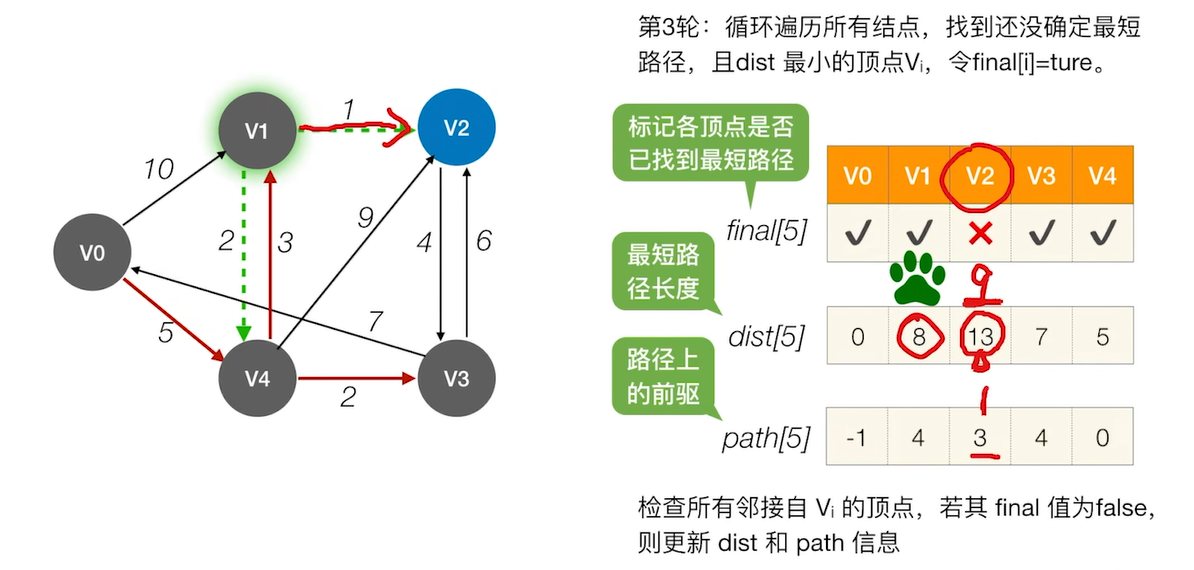 第3轮：循环遍历所有结点，找到还没确定最短
路径，且dist 最小的顶点Vᵢ，令final[i]=ture。
标记各顶点是否
已找到最短路径
V0 V1 V2 V3 V4
final[5] ✓ ✓ ✕ ✓ ✓
9
最短路
径长度
dist[5] 0 8 13 7 5
路径上
的前驱
1
path[5] -1 4 3 4 0
检查所有邻接自 Vᵢ 的顶点，若其 final 值为false，
则更新 dist 和 path 信息
1
V1
V2
10
9
2
3
4
6
V0
7
5
V4
V3
2